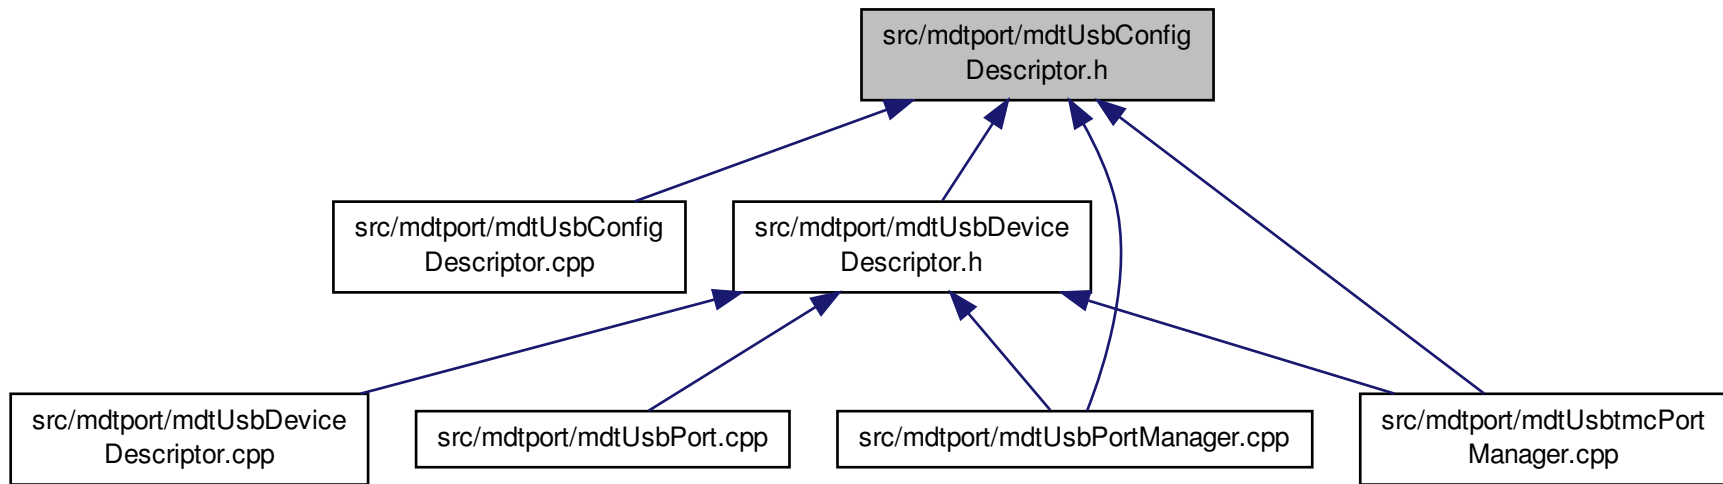 src/mdtport/mdtUsbConfig
Descriptor.h
src/mdtport/mdtUsbConfig
Descriptor.cpp
src/mdtport/mdtUsbDevice
Descriptor.h
src/mdtport/mdtUsbDevice
Descriptor.cpp
src/mdtport/mdtUsbPort.cpp
src/mdtport/mdtUsbPortManager.cpp
src/mdtport/mdtUsbtmcPort
Manager.cpp